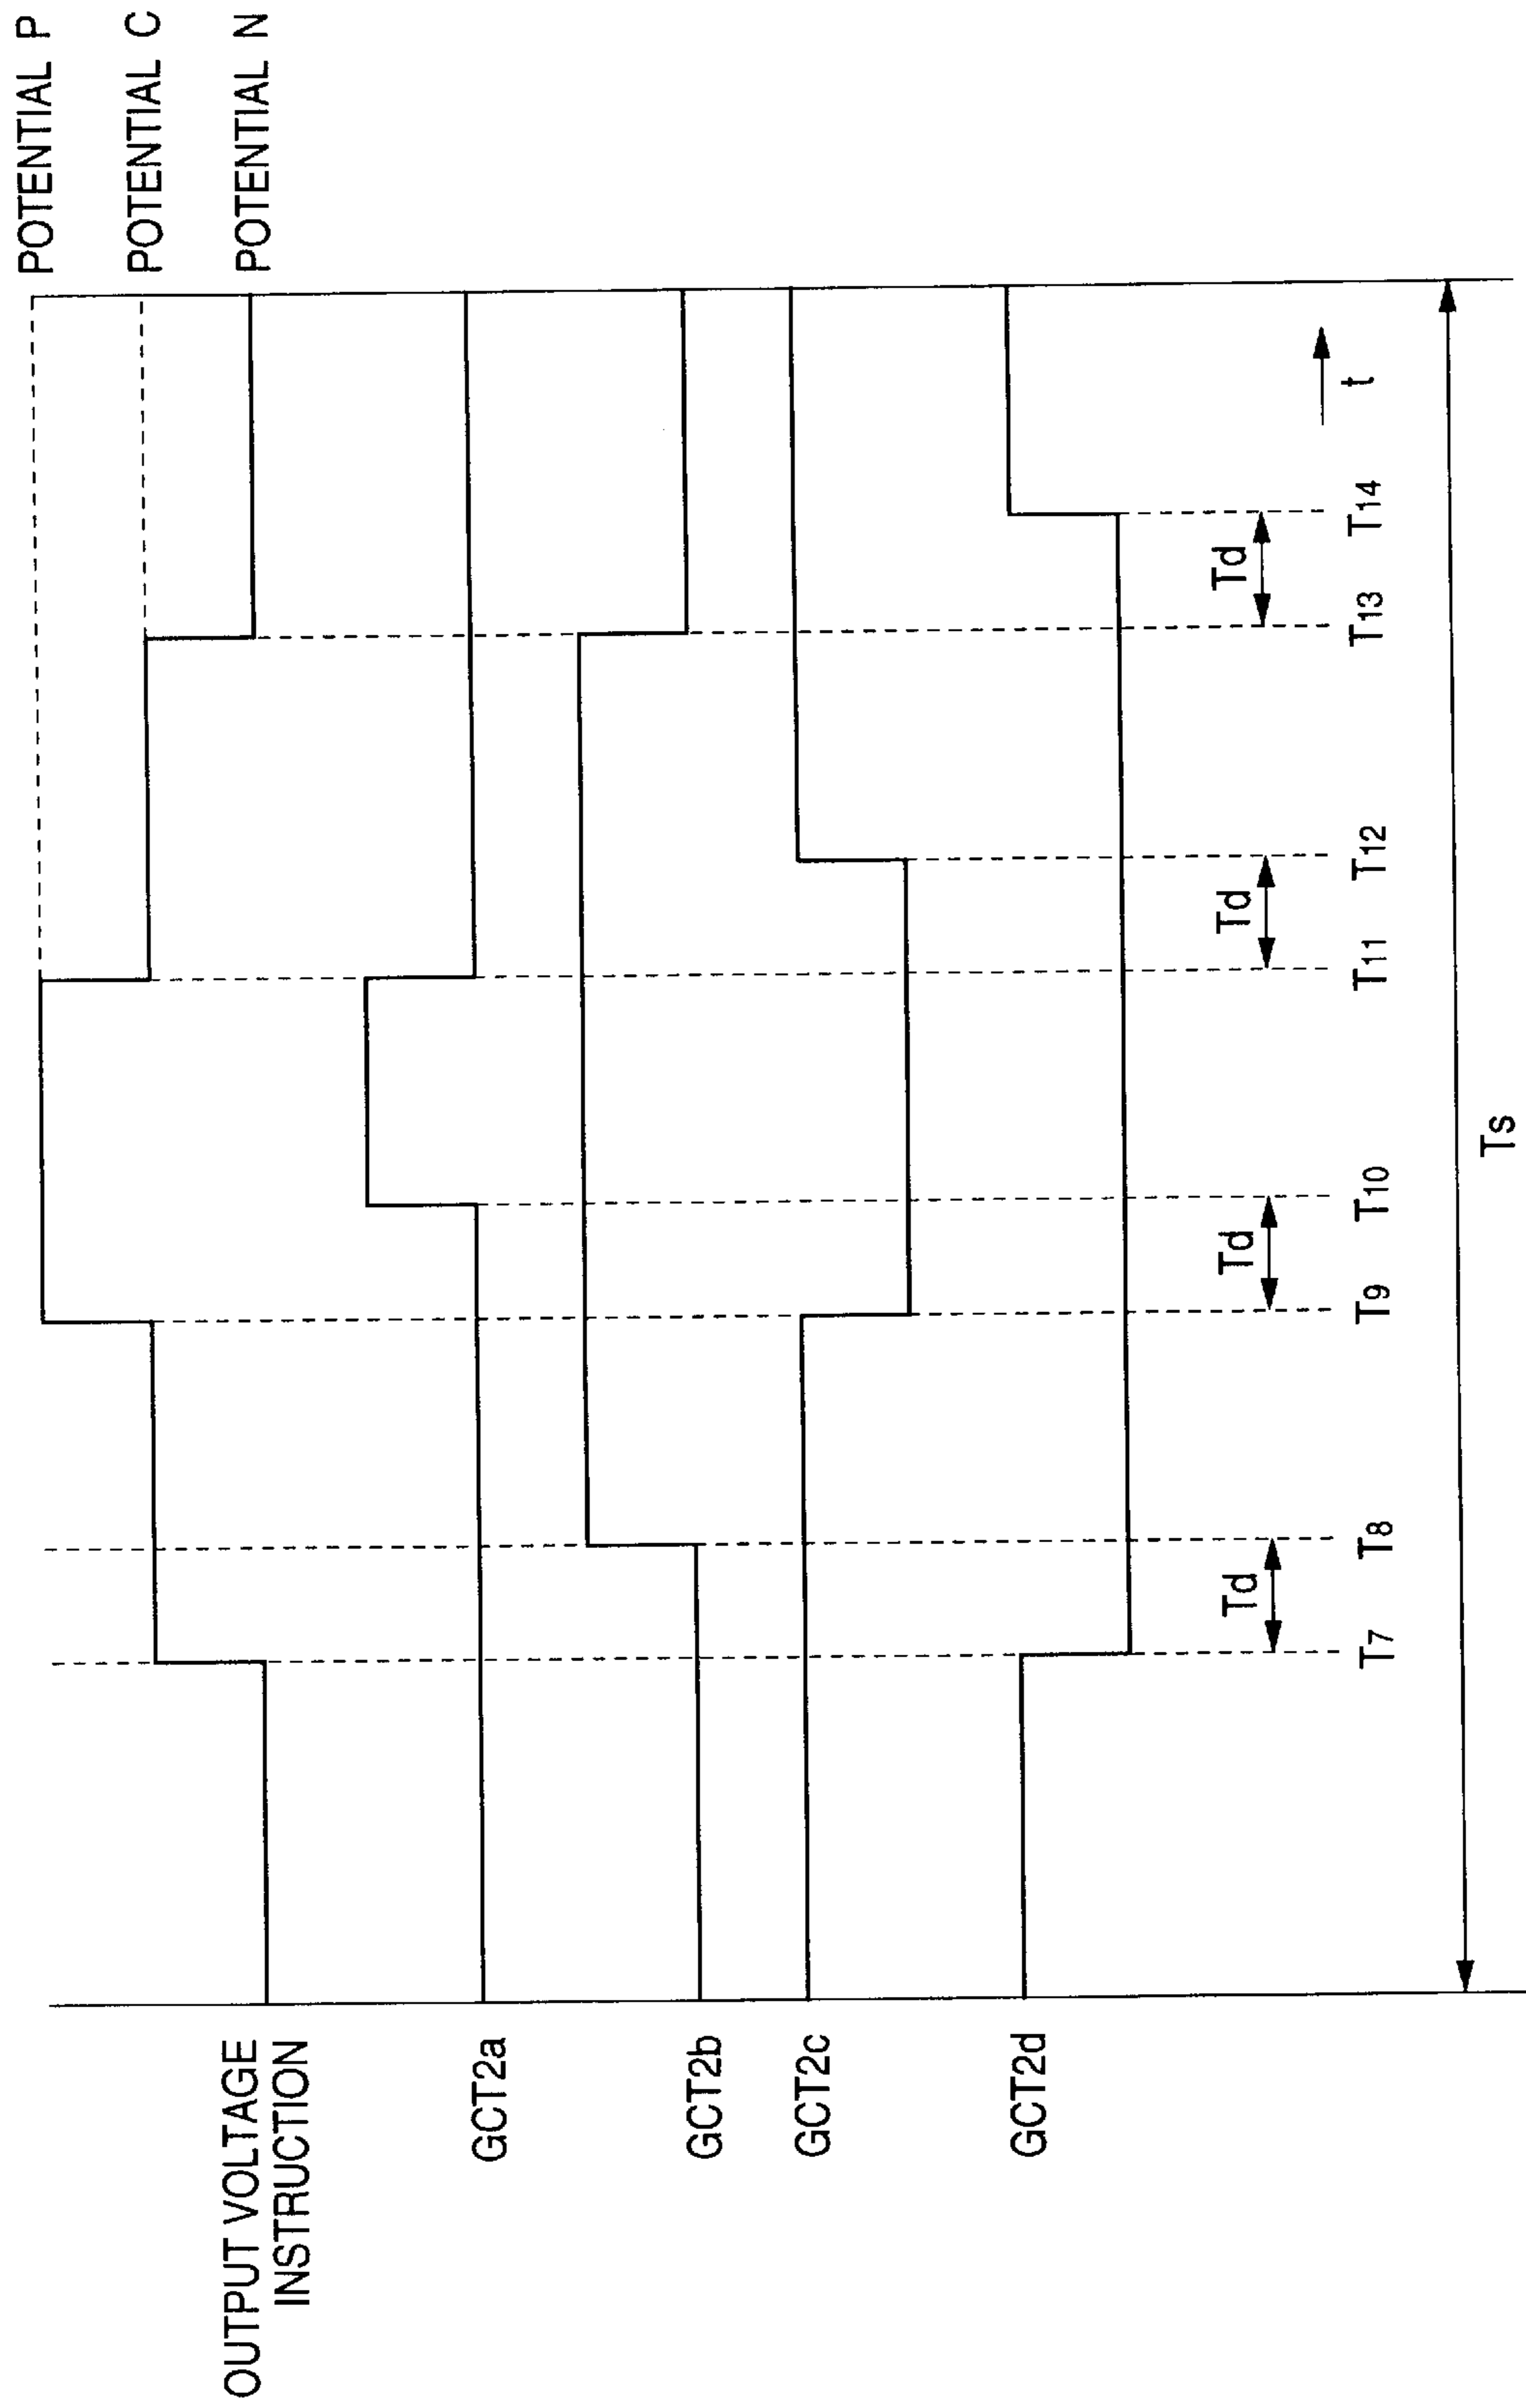 POTENTIAL P
POTENTIAL C
POTENTIAL N
OUTPUT VOLTAGE
INSTRUCTION
GCT2a
GCT2b
GCT2c
GCT2d
Td
Td
Td
Td
t
T7
T8
T9
T10
T11
T12
T13
T14
Ts